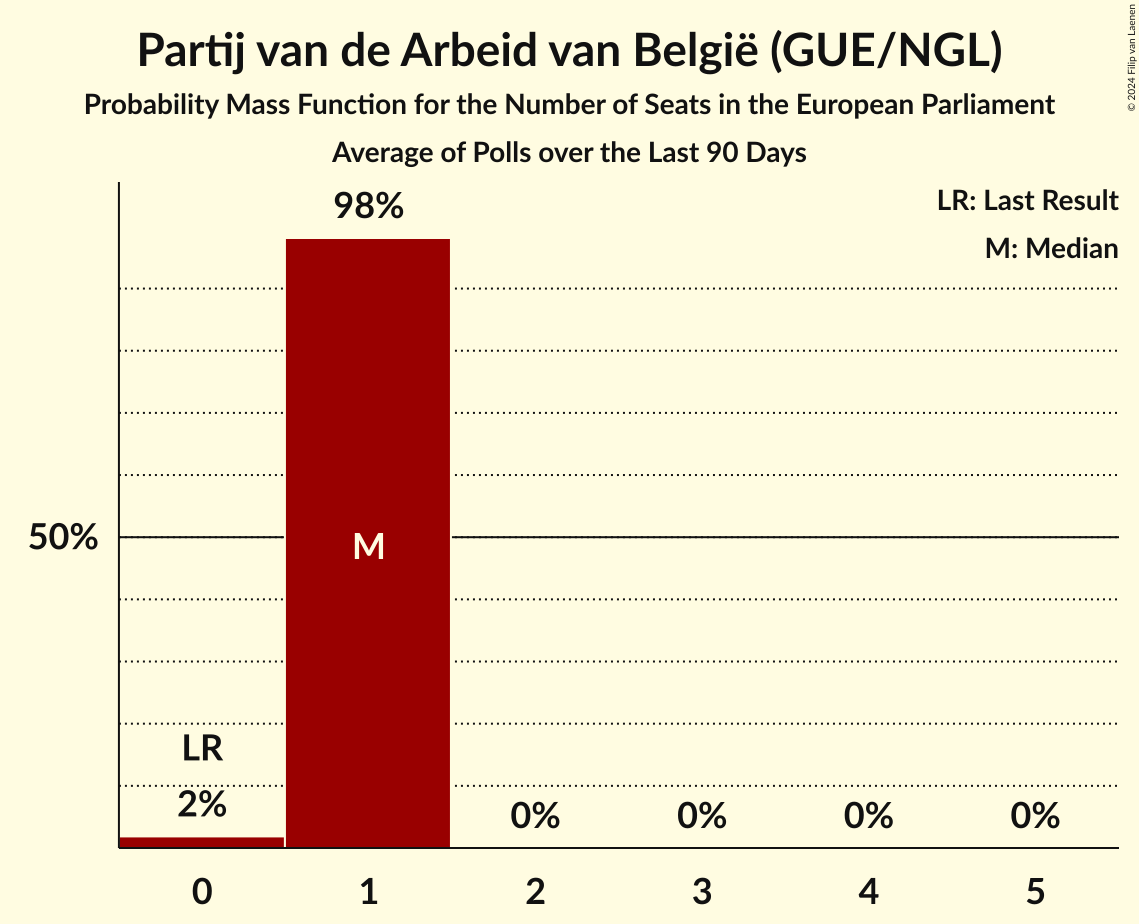 Partij van de Arbeid van België (GUE/NGL)
Probability Mass Function for the Number of Seats in the European Parliament
Average of Polls over the Last 90 Days
© 2024 Filip van Laenen
LR: Last Result
M: Median
98%
50%
M
LR
2%
0%
0%
0%
0%
0
1
2
3
4
5